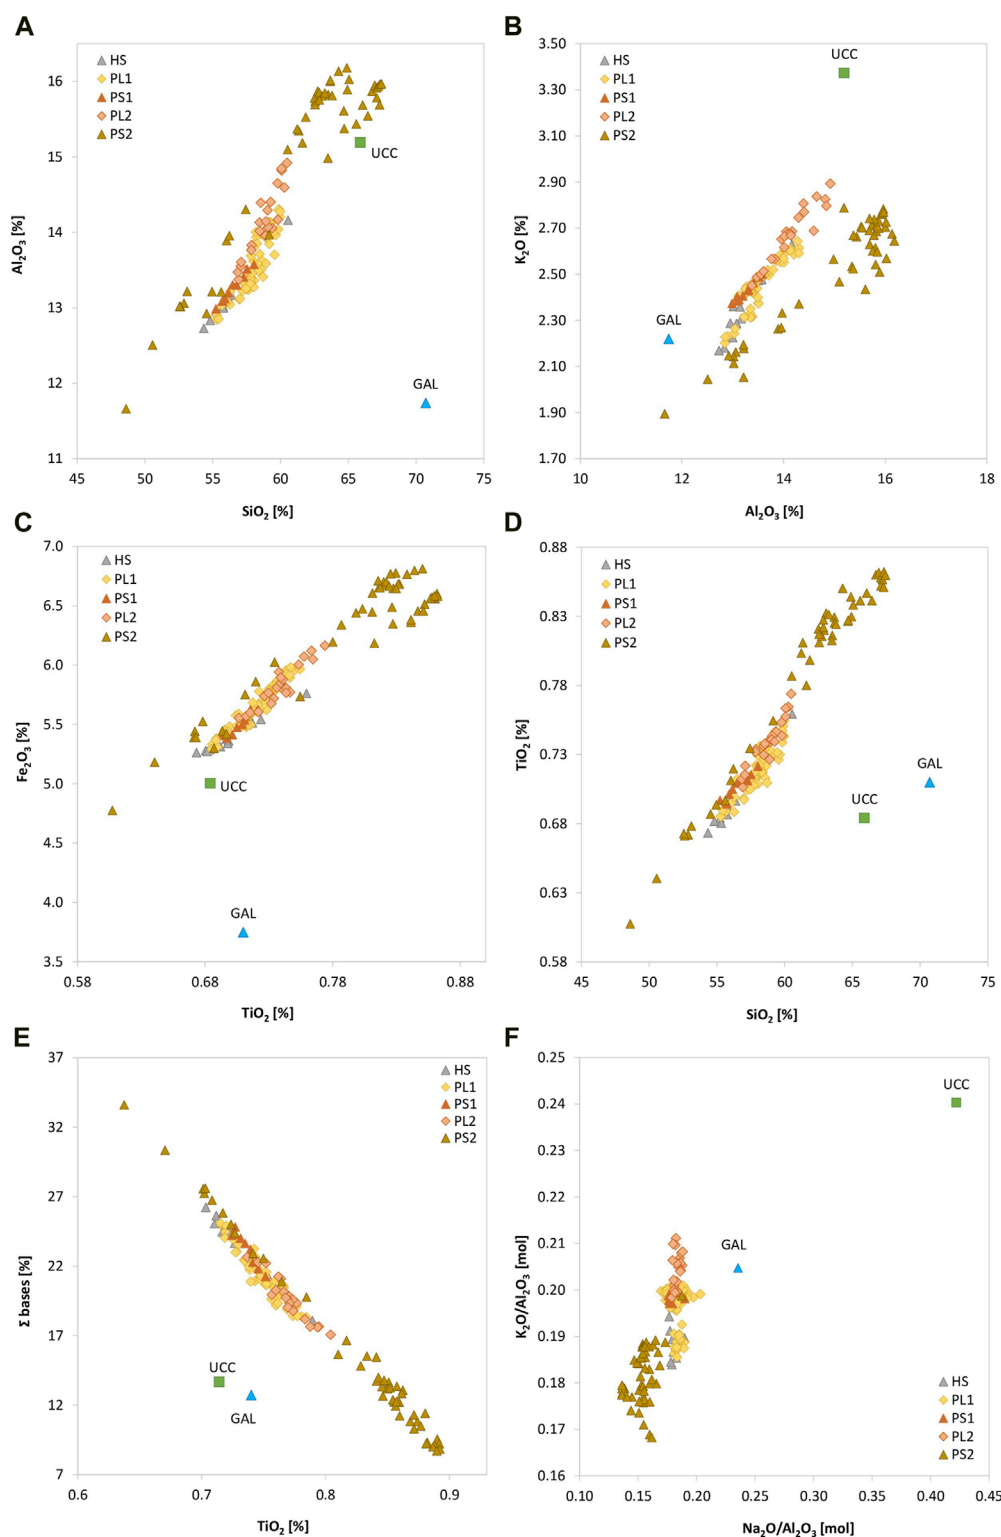 A
16
15
14
13
12
11
45 50 55 60 65 70 75
Al₂O₃ [%]
SiO₂ [%]
HS
PL1
PS1
PL2
PS2
UCC
GAL
B
3.50
3.30
3.10
2.90
2.70
2.50
2.30
2.10
1.90
1.70
10 12 14 16 18
K₂O [%]
Al₂O₃ [%]
HS
PL1
PS1
PL2
PS2
UCC
GAL
C
7.0
6.5
6.0
5.5
5.0
4.5
4.0
3.5
0.58 0.68 0.78 0.88
Fe₂O₃ [%]
TiO₂ [%]
HS
PL1
PS1
PL2
PS2
UCC
GAL
D
0.88
0.83
0.78
0.73
0.68
0.63
0.58
45 50 55 60 65 70 75
TiO₂ [%]
SiO₂ [%]
HS
PL1
PS1
PL2
PS2
GAL
UCC
E
37
33
27
22
17
12
7
0.6 0.7 0.8 0.9
Σ bases [%]
TiO₂ [%]
HS
PL1
PS1
PL2
PS2
UCC
GAL
F
0.25
0.24
0.23
0.22
0.21
0.20
0.19
0.18
0.17
0.16
0.10 0.15 0.20 0.25 0.30 0.35 0.40 0.45
K₂O/Al₂O₃ [mol]
Na₂O/Al₂O₃ [mol]
UCC
GAL
HS
PL1
PS1
PL2
PS2